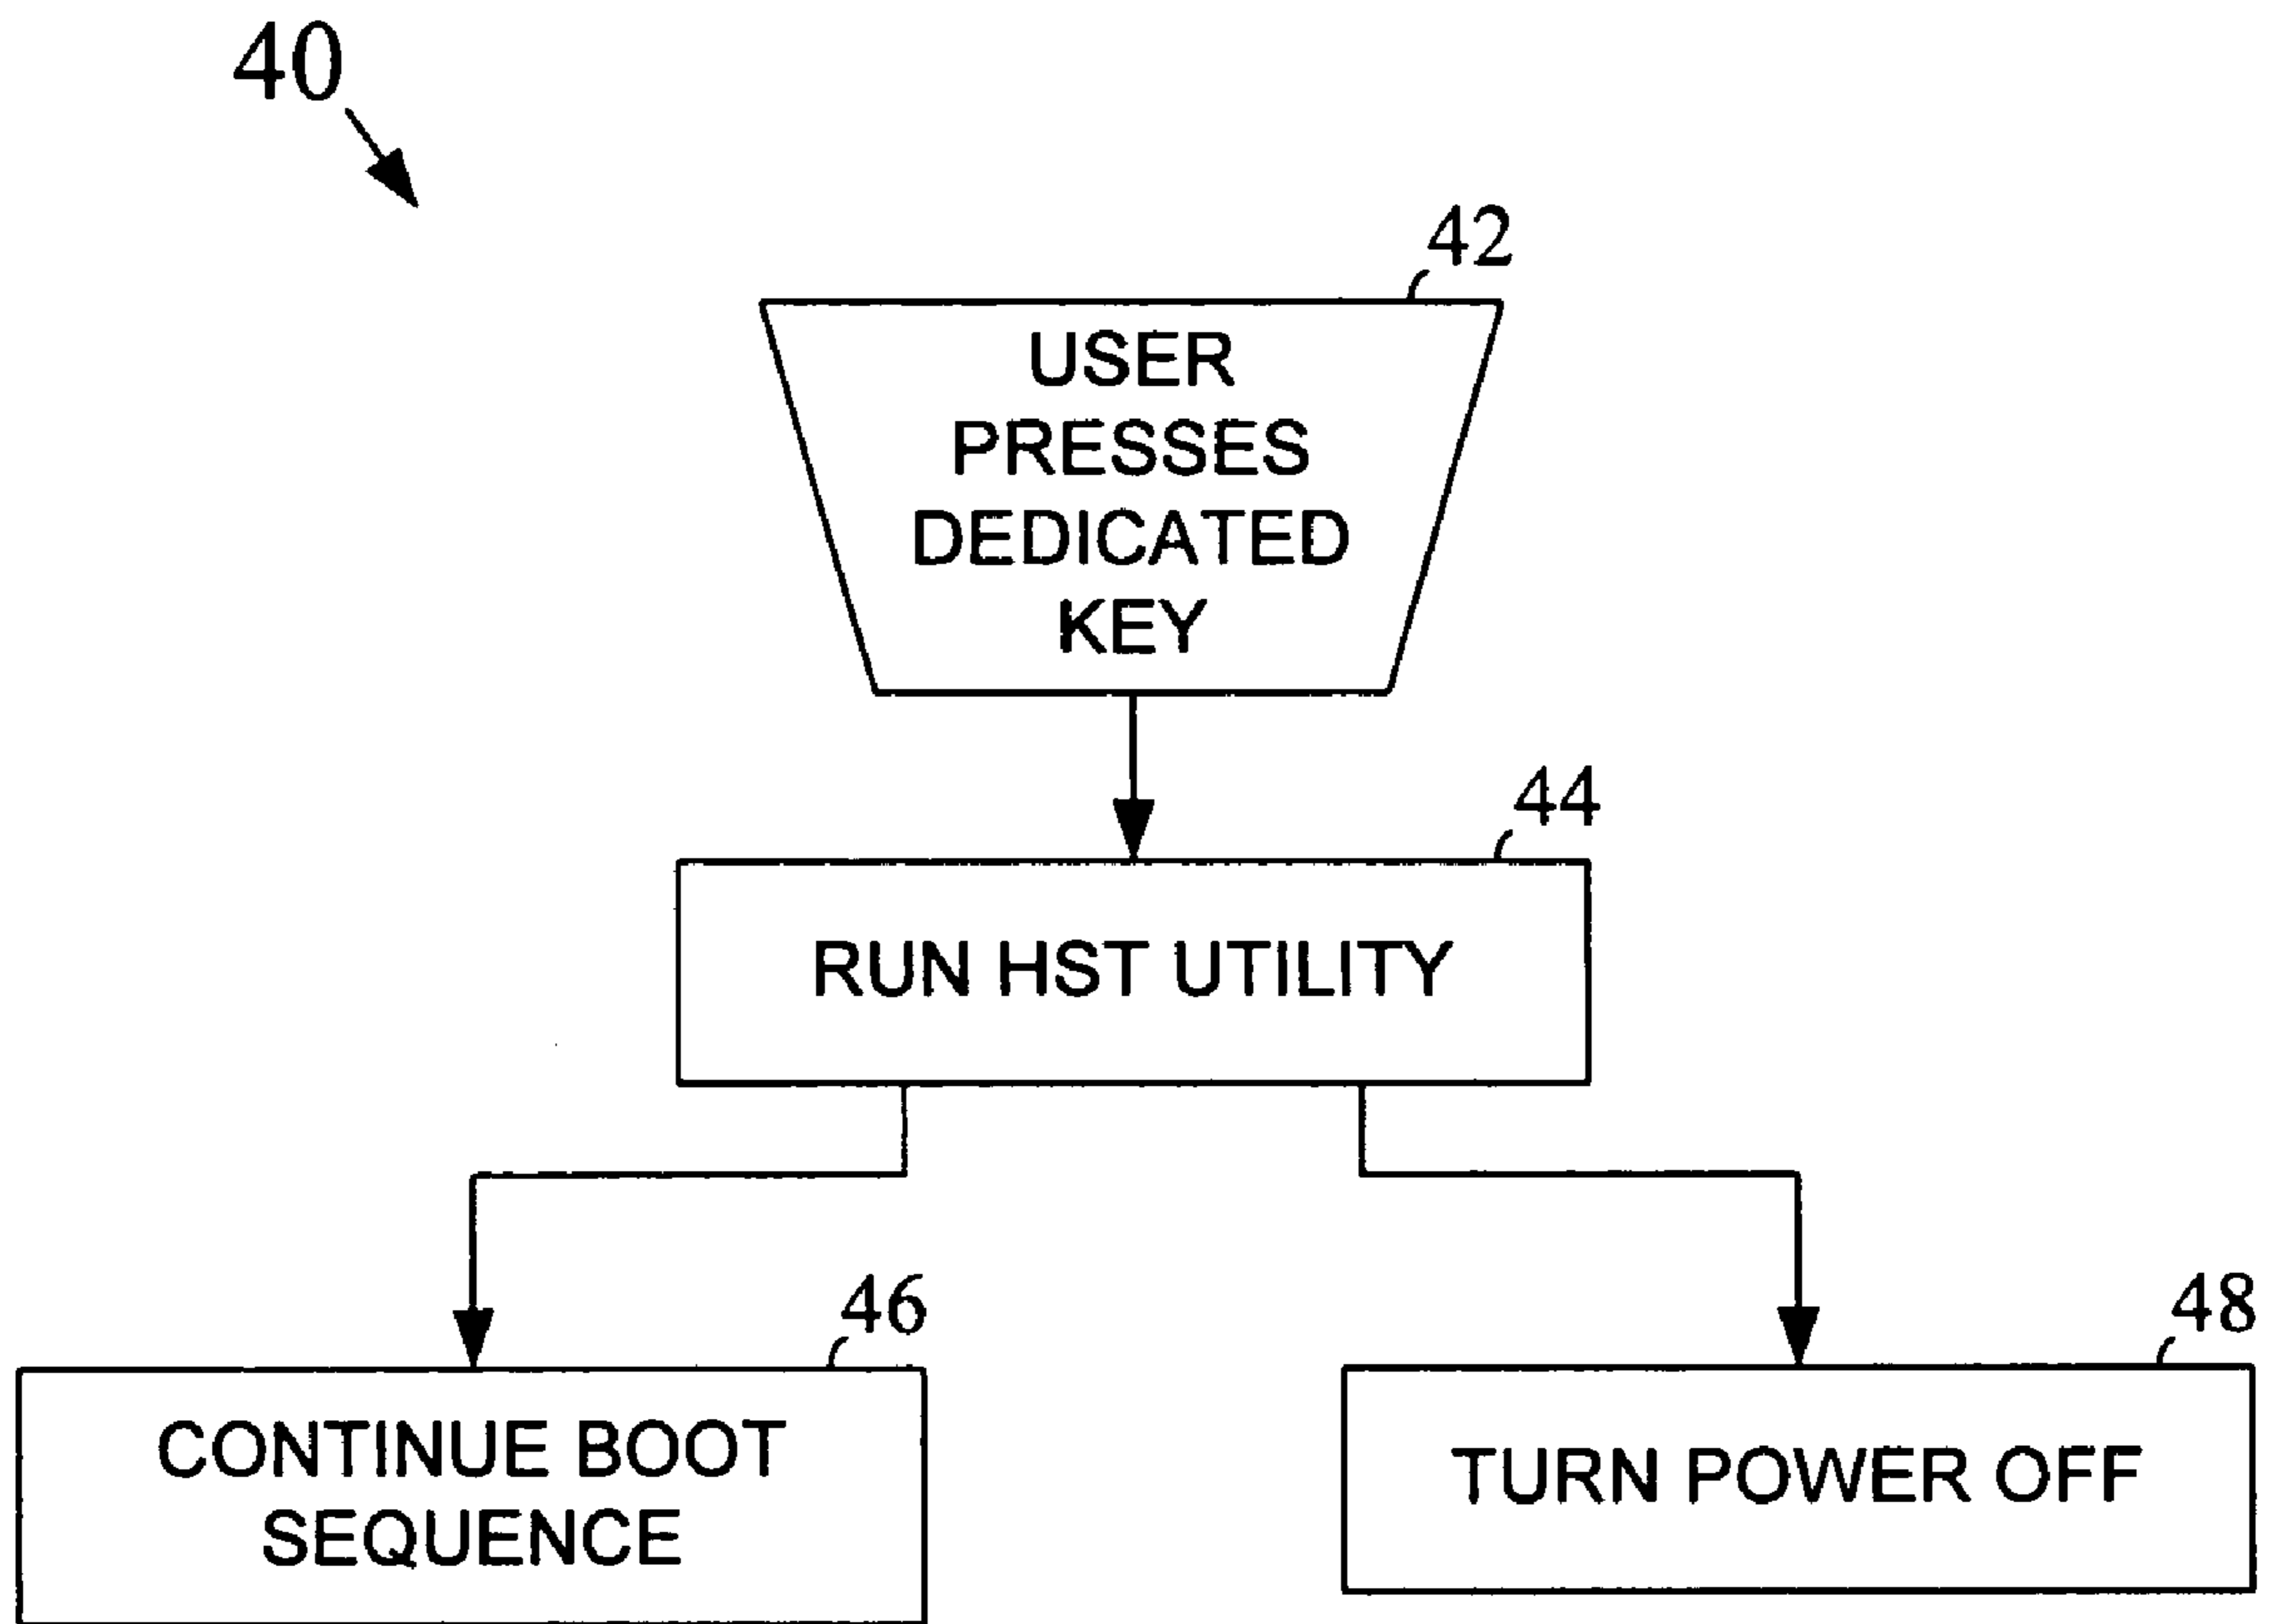 40
42
USER
PRESSES
DEDICATED
KEY
44
RUN HST UTILITY
46
CONTINUE BOOT
SEQUENCE
48
TURN POWER OFF